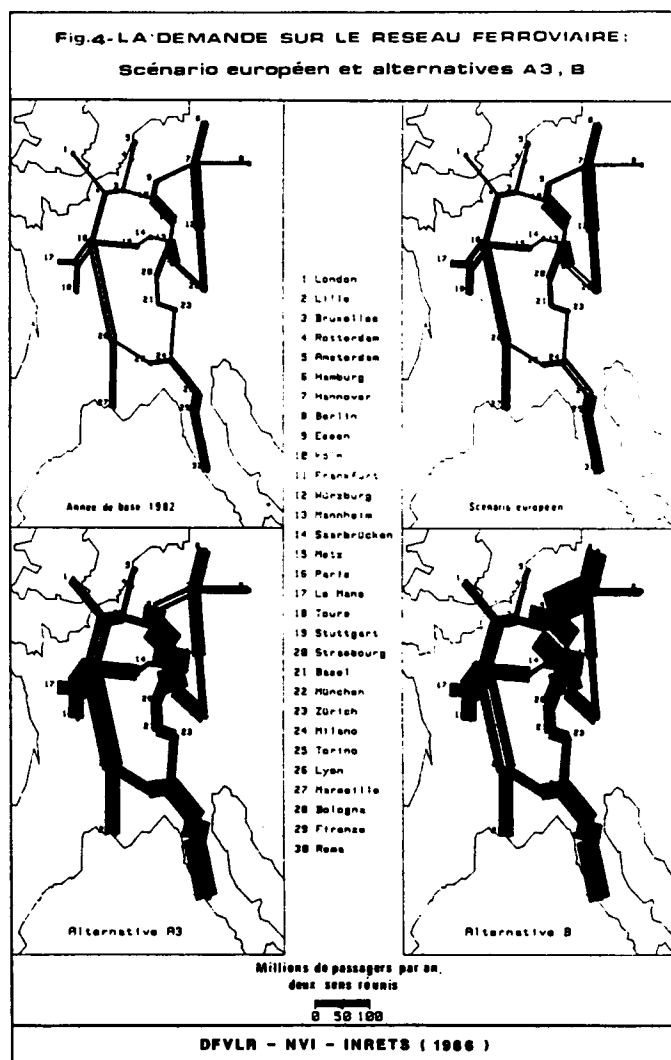 Fig.4-LA DEMANDE SUR LE RESEAU FERROVIAIRE:
Scénario européen et alternatives A3, B
Année de base 1982
Scénario européen
1 London
2 Lille
3 Bruxelles
4 Rotterdam
5 Amsterdam
6 Hamburg
7 Hannover
8 Berlin
9 Essen
10 Köln
11 Frankfurt
12 Würzburg
13 Mannheim
14 Saarbrücken
15 Metz
16 Paris
17 Le Mans
18 Tours
19 Stuttgart
20 Strasbourg
21 Basel
22 München
23 Zürich
24 Milano
25 Torino
26 Lyon
27 Marseille
28 Bologna
29 Firenze
30 Roma
Alternative A3
Alternative B
Millions de passagers par an,
deux sens réunis
0 50 100
DFVLR - NVI - INRETS ( 1986 )